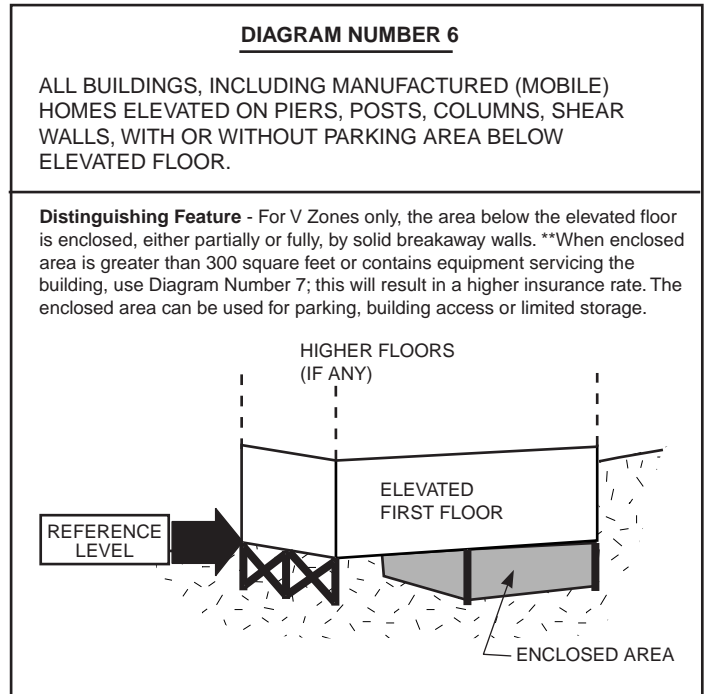 DIAGRAM NUMBER 6
ALL BUILDINGS, INCLUDING MANUFACTURED (MOBILE)
HOMES ELEVATED ON PIERS, POSTS, COLUMNS, SHEAR
WALLS, WITH OR WITHOUT PARKING AREA BELOW
ELEVATED FLOOR.
Distinguishing Feature - For V Zones only, the area below the elevated floor
is enclosed, either partially or fully, by solid breakaway walls. **When enclosed
area is greater than 300 square feet or contains equipment servicing the
building, use Diagram Number 7; this will result in a higher insurance rate. The
enclosed area can be used for parking, building access or limited storage.
HIGHER FLOORS
(IF ANY)
ELEVATED
FIRST FLOOR
REFERENCE
LEVEL
ENCLOSED AREA